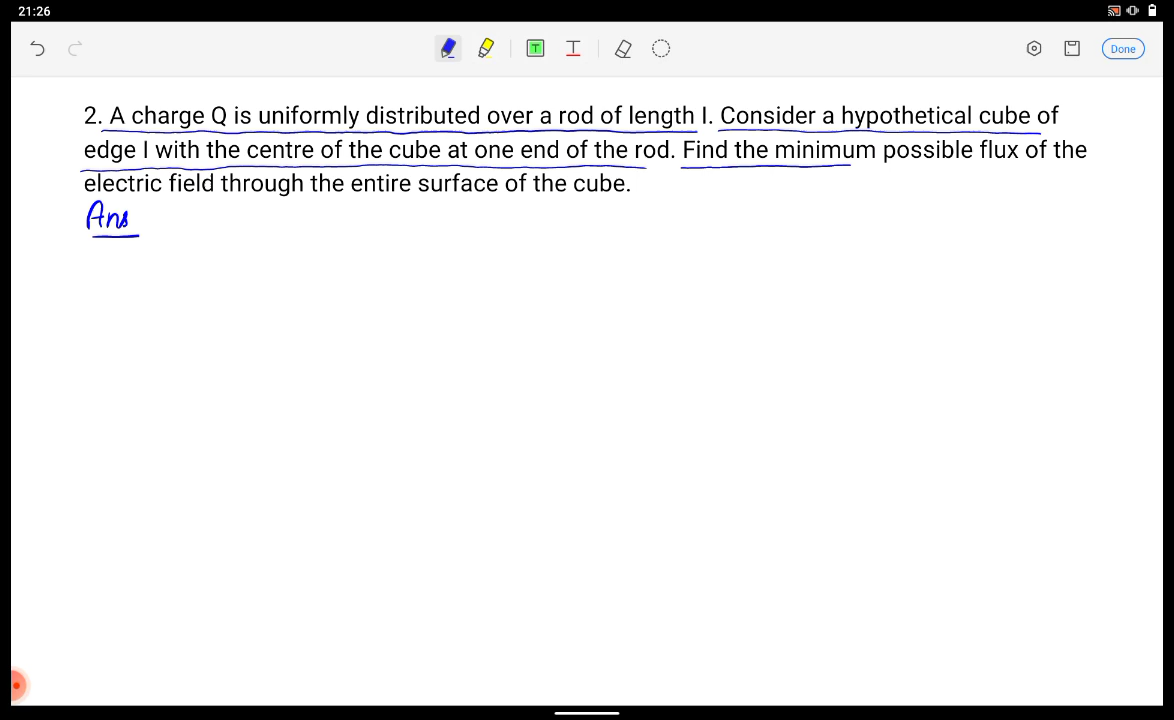 21:26
T
T
Done
2. A charge Q is uniformly distributed over a rod of length l. Consider a hypothetical cube of
edge l with the centre of the cube at one end of the rod. Find the minimum possible flux of the
electric field through the entire surface of the cube.
Ans